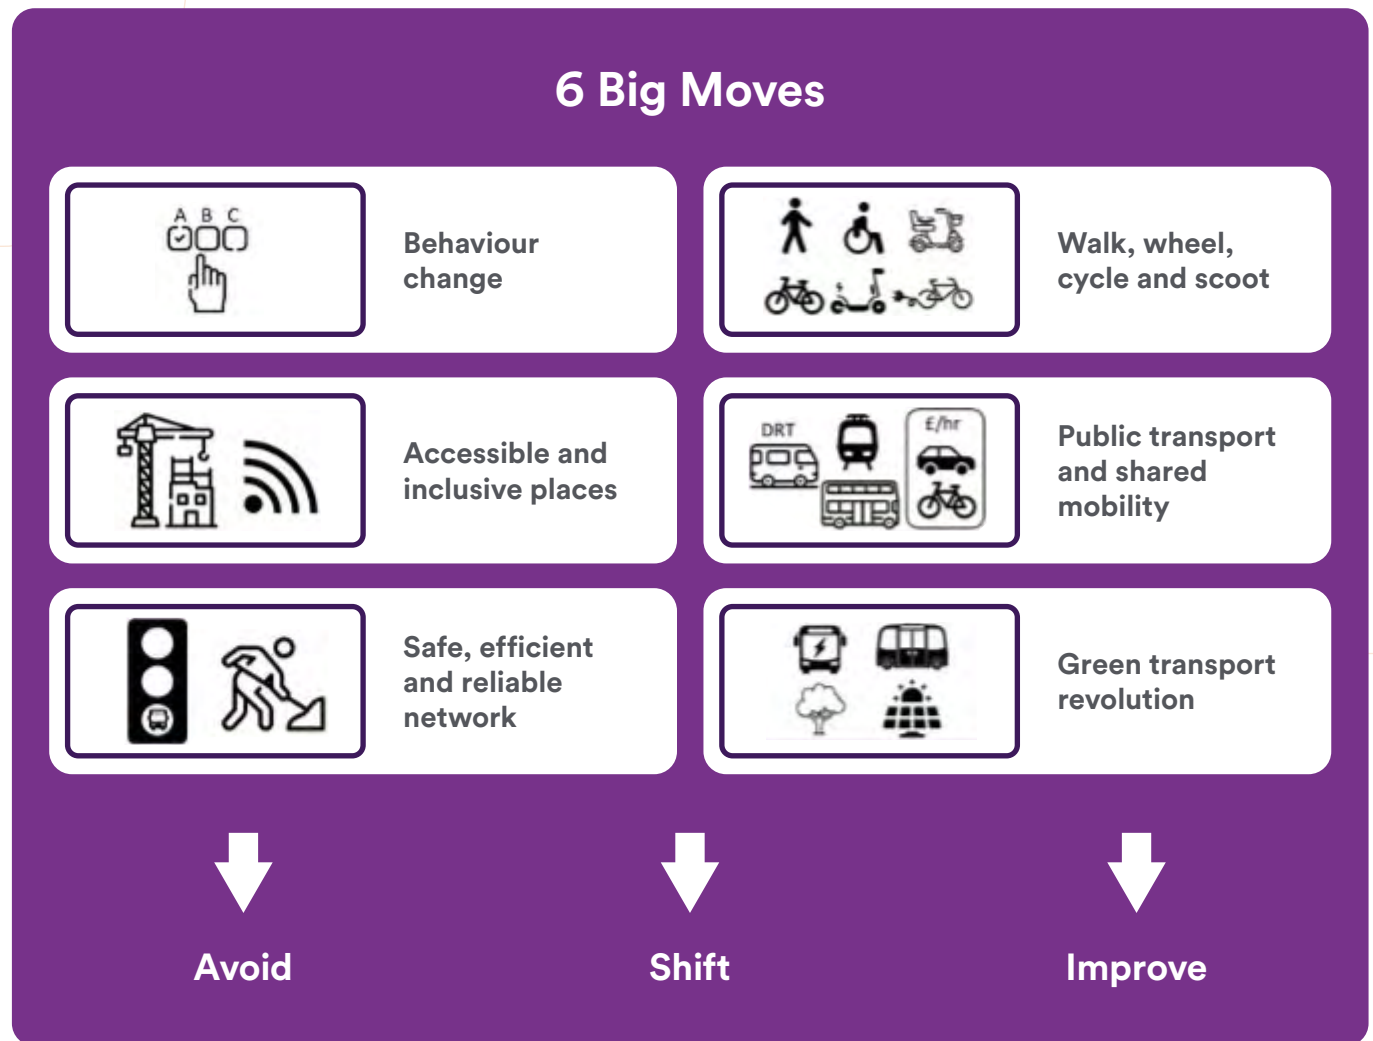 6 Big Moves
A B C
Behaviour
change
Walk, wheel,
cycle and scoot
Accessible and
inclusive places
DRT
£/hr
Public transport
and shared
mobility
Safe, efficient
and reliable
network
Green transport
revolution
Avoid
Shift
Improve